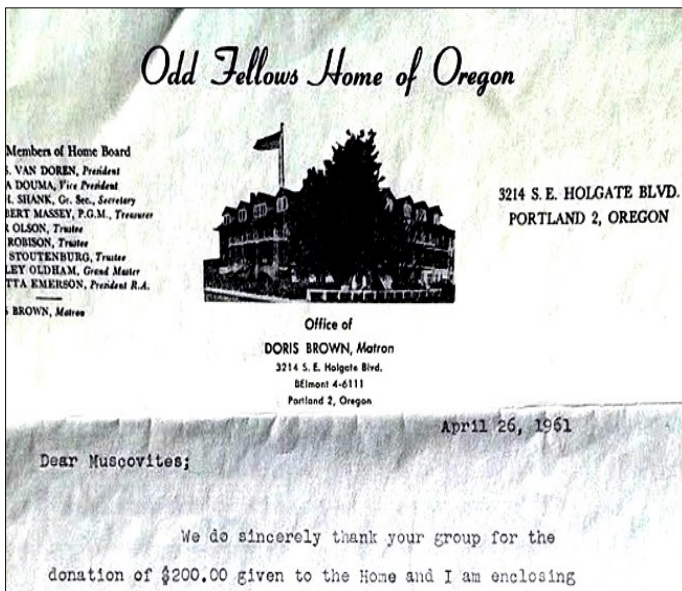 Odd Fellows Home of Oregon
Members of Home Board
S. VAN DOREN, President
A DOUMA, Vice President
SHANK, Gr. Sec., Secretary
BERT MASSEY, P.G.M., Treasurer
OLSON, Trustee
ROBISON, Trustee
STOUTENBURG, Trustee
LEY OLDHAM, Grand Master
TTA EMERSON, President R.A.
BROWN, Matron
3214 S. E. HOLGATE BLVD.
PORTLAND 2, OREGON
Office of
DORIS BROWN, Matron
3214 S. E. Holgate Blvd.
BElmont 4-6111
Portland 2, Oregon
April 26, 1961
Dear Muscovites;
We do sincerely thank your group for the
donation of $200.00 given to the Home and I am enclosing